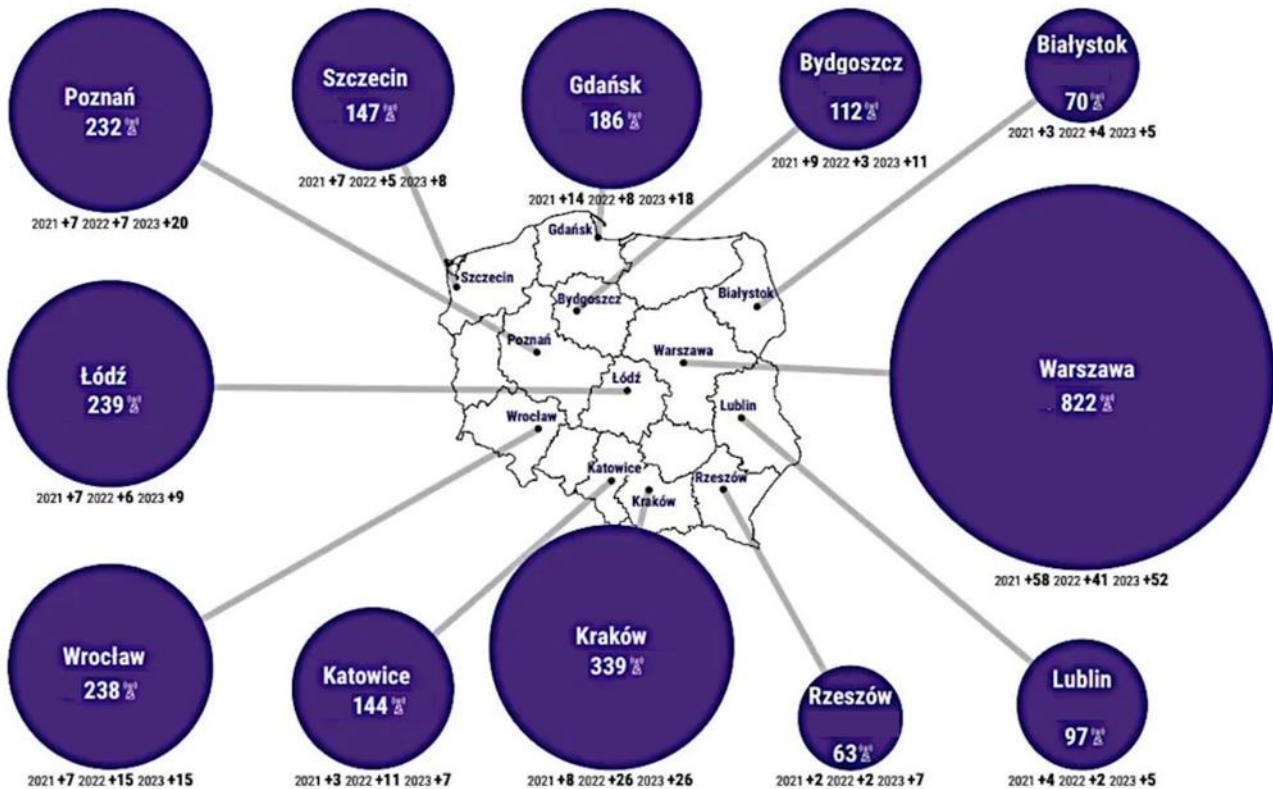 Poznań
232
2021 +7 2022 +7 2023 +20
Szczecin
147
2021 +7 2022 +5 2023 +8
Gdańsk
186
2021 +14 2022 +8 2023 +18
Bydgoszcz
112
2021 +9 2022 +3 2023 +11
Białystok
70
2021 +3 2022 +4 2023 +5
Łódź
239
2021 +7 2022 +6 2023 +9
Gdańsk
Szczecin
Bydgoszcz
Białystok
Poznań
Warszawa
Łódź
Wrocław
Lublin
Katowice
Kraków
Rzeszów
Warszawa
822
2021 +58 2022 +41 2023 +52
Wrocław
238
2021 +7 2022 +15 2023 +15
Katowice
144
2021 +3 2022 +11 2023 +7
Kraków
339
2021 +8 2022 +26 2023 +26
Rzeszów
63
2021 +2 2022 +2 2023 +7
Lublin
97
2021 +4 2022 +2 2023 +5